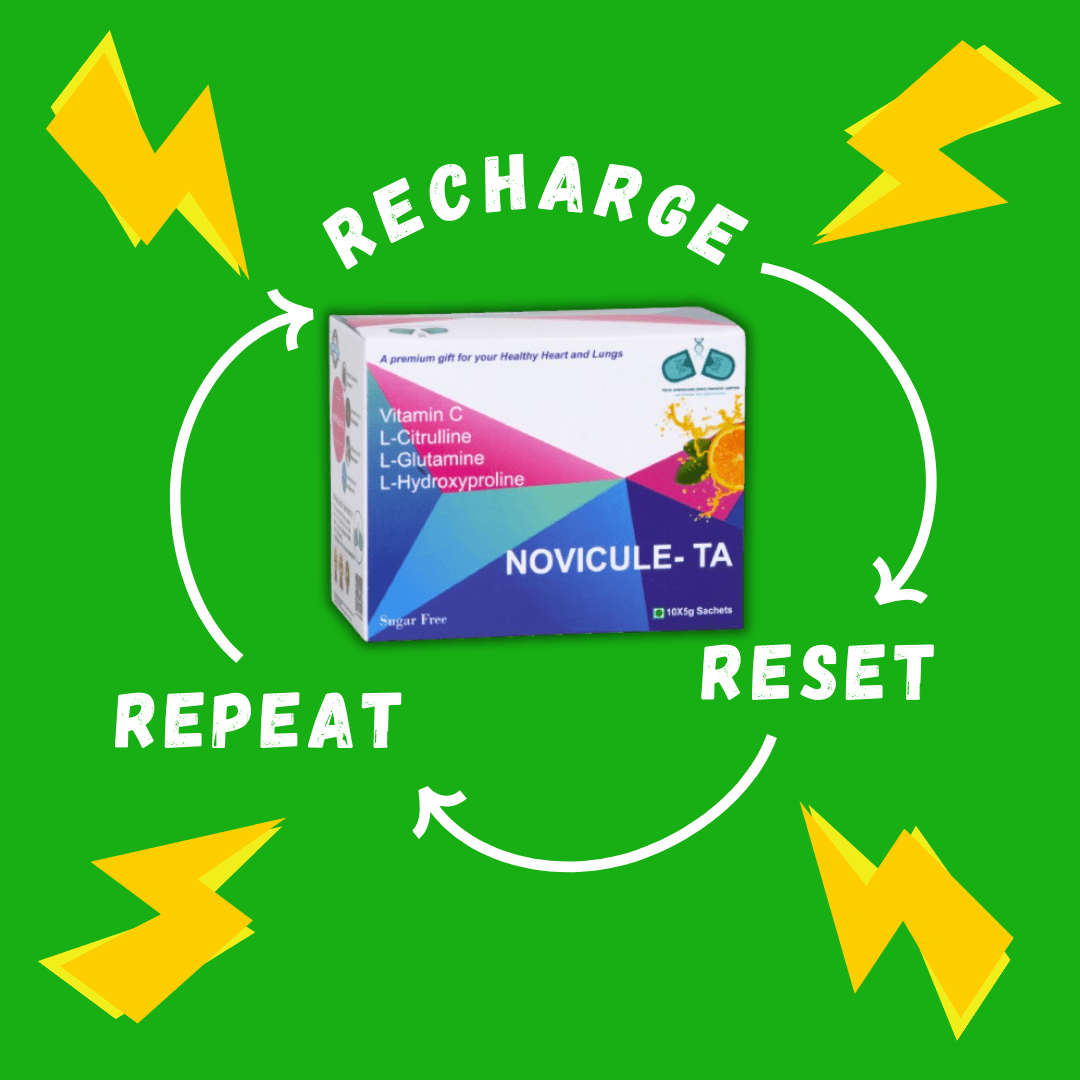 RECHARGE
A premium gift for your Healthy Heart and Lungs
Vitamin C
L-Citrulline
L-Glutamine
L-Hydroxyproline
NOVICULE- TA
Sugar Free
10X5g Sachets
RESET
REPEAT